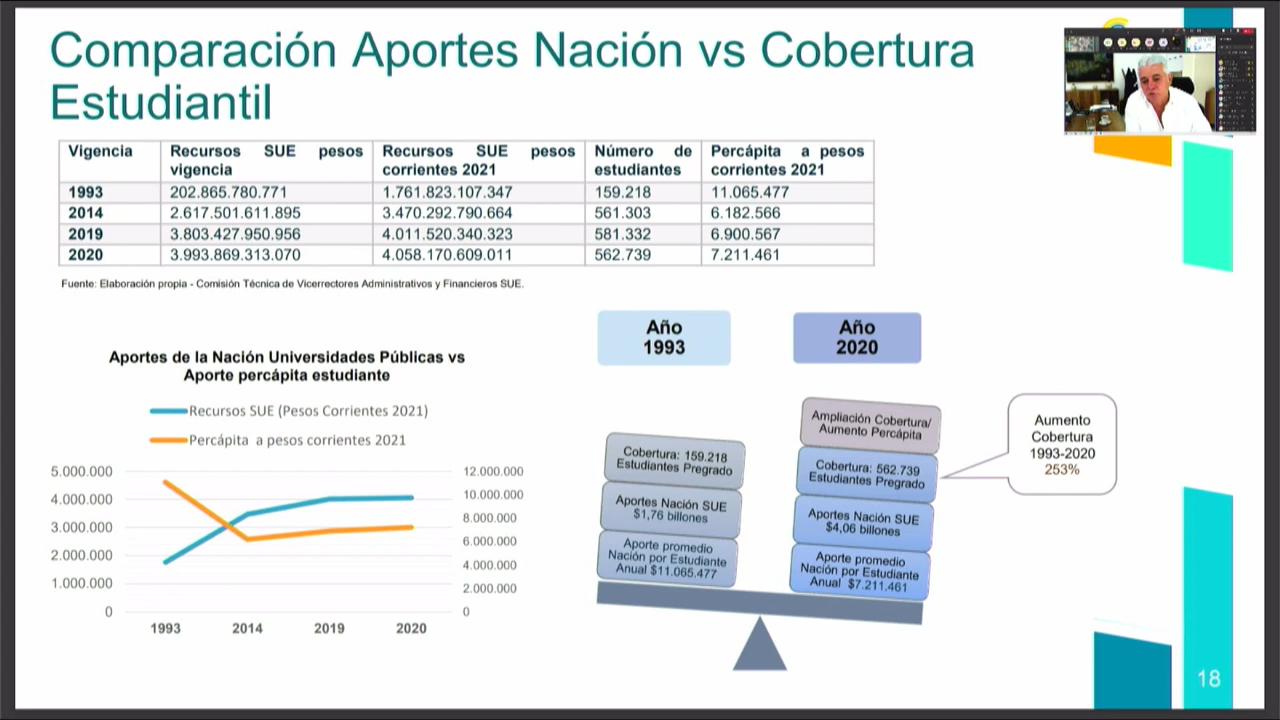 Comparación Aportes Nación vs Cobertura
Estudiantil
Vigencia Recursos SUE pesos vigencia Recursos SUE pesos corrientes 2021 Número de estudiantes Percápita a pesos corrientes 2021
1993 202.865.780.771 1.761.823.107.347 159.218 11.065.477
2014 2.617.501.611.895 3.470.292.790.664 561.303 6.182.566
2019 3.803.427.950.956 4.011.520.340.323 581.332 6.900.567
2020 3.993.869.313.070 4.058.170.609.011 562.739 7.211.461
Fuente: Elaboración propia - Comisión Técnica de Vicerrectores Administrativos y Financieros SUE.
Aportes de la Nación Universidades Públicas vs
Aporte percápita estudiante
Recursos SUE (Pesos Corrientes 2021)
Percápita a pesos corrientes 2021
5.000.000
4.000.000
3.000.000
2.000.000
1.000.000
0
12.000.000
10.000.000
8.000.000
6.000.000
4.000.000
2.000.000
0
1993 2014 2019 2020
Año
1993
Cobertura: 159.218
Estudiantes Pregrado
Aportes Nación SUE
$1,76 billones
Aporte promedio
Nación por Estudiante
Anual $11.065.477
Año
2020
Ampliación Cobertura/
Aumento Percápita
Cobertura: 562.739
Estudiantes Pregrado
Aportes Nación SUE
$4,06 billones
Aporte promedio
Nación por Estudiante
Anual $7.211.461
Aumento
Cobertura
1993-2020
253%
18